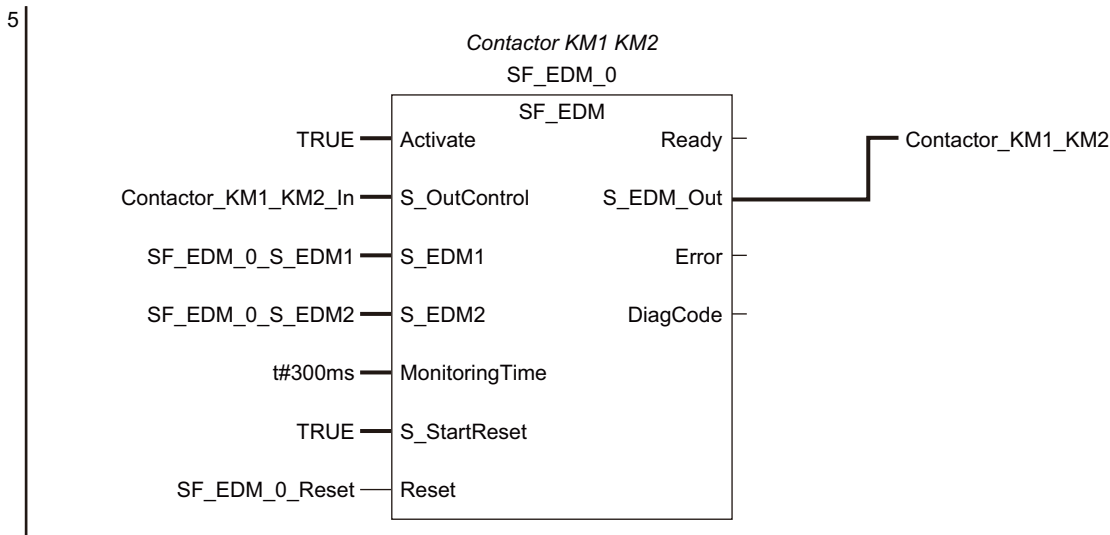 5
Contactor KM1 KM2
SF_EDM_0
SF_EDM
TRUE Activate Ready Contactor_KM1_KM2
Contactor_KM1_KM2_In S_OutControl S_EDM_Out
SF_EDM_0_S_EDM1 S_EDM1 Error
SF_EDM_0_S_EDM2 S_EDM2 DiagCode
t#300ms MonitoringTime
TRUE S_StartReset
SF_EDM_0_Reset Reset